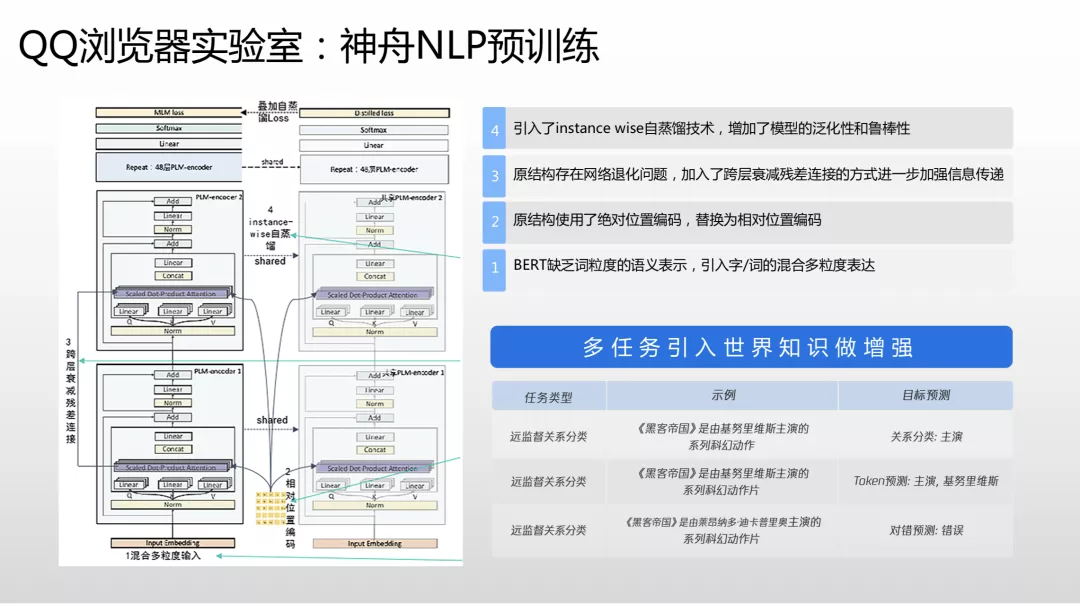 QQ浏览器实验室：神舟NLP预训练
MLM loss
叠加自蒸
馏Loss
Distilled loss
Softmax
Softmax
Linear
Linear
Repeat：48层PLM-encoder
shared
Repeat：48层PLM-encoder
PLM-encoder 2
Add
Linear
Norm
Add
Linear
Concat
Scaled Dot-Product Attention
Linear
Linear
Linear
Q
K
V
Norm
4
instance-
wise自蒸
馏
shared
共享PLM-encoder 2
Add
Linear
Norm
Add
Linear
Concat
Scaled Dot-Product Attention
Linear
Linear
Linear
Q
K
V
Norm
3
跨
层
衰
减
残
差
连
接
PLM-encoder 1
Add
Linear
Norm
Add
Linear
Concat
Scaled Dot-Product Attention
Linear
Linear
Linear
Q
K
V
Norm
shared
2
相
对
位
置
编
码
共享PLM-encoder 1
Add
Linear
Norm
Add
Linear
Concat
Scaled Dot-Product Attention
Linear
Linear
Linear
Q
K
V
Norm
Input Embedding
Input Embedding
1混合多粒度输入
4 引入了instance wise自蒸馏技术，增加了模型的泛化性和鲁棒性
3 原结构存在网络退化问题，加入了跨层衰减残差连接的方式进一步加强信息传递
2 原结构使用了绝对位置编码，替换为相对位置编码
1 BERT缺乏词粒度的语义表示，引入字/词的混合多粒度表达
多任务引入世界知识做增强
任务类型 示例 目标预测
远监督关系分类 《黑客帝国》是由基努里维斯主演的 关系分类: 主演
系列科幻动作
远监督关系分类 《黑客帝国》是由基努里维斯主演的 Token预测: 主演, 基努里维斯
系列科幻动作片
远监督关系分类 《黑客帝国》是由莱昂纳多·迪卡普里奥主演的 对错预测: 错误
系列科幻动作片